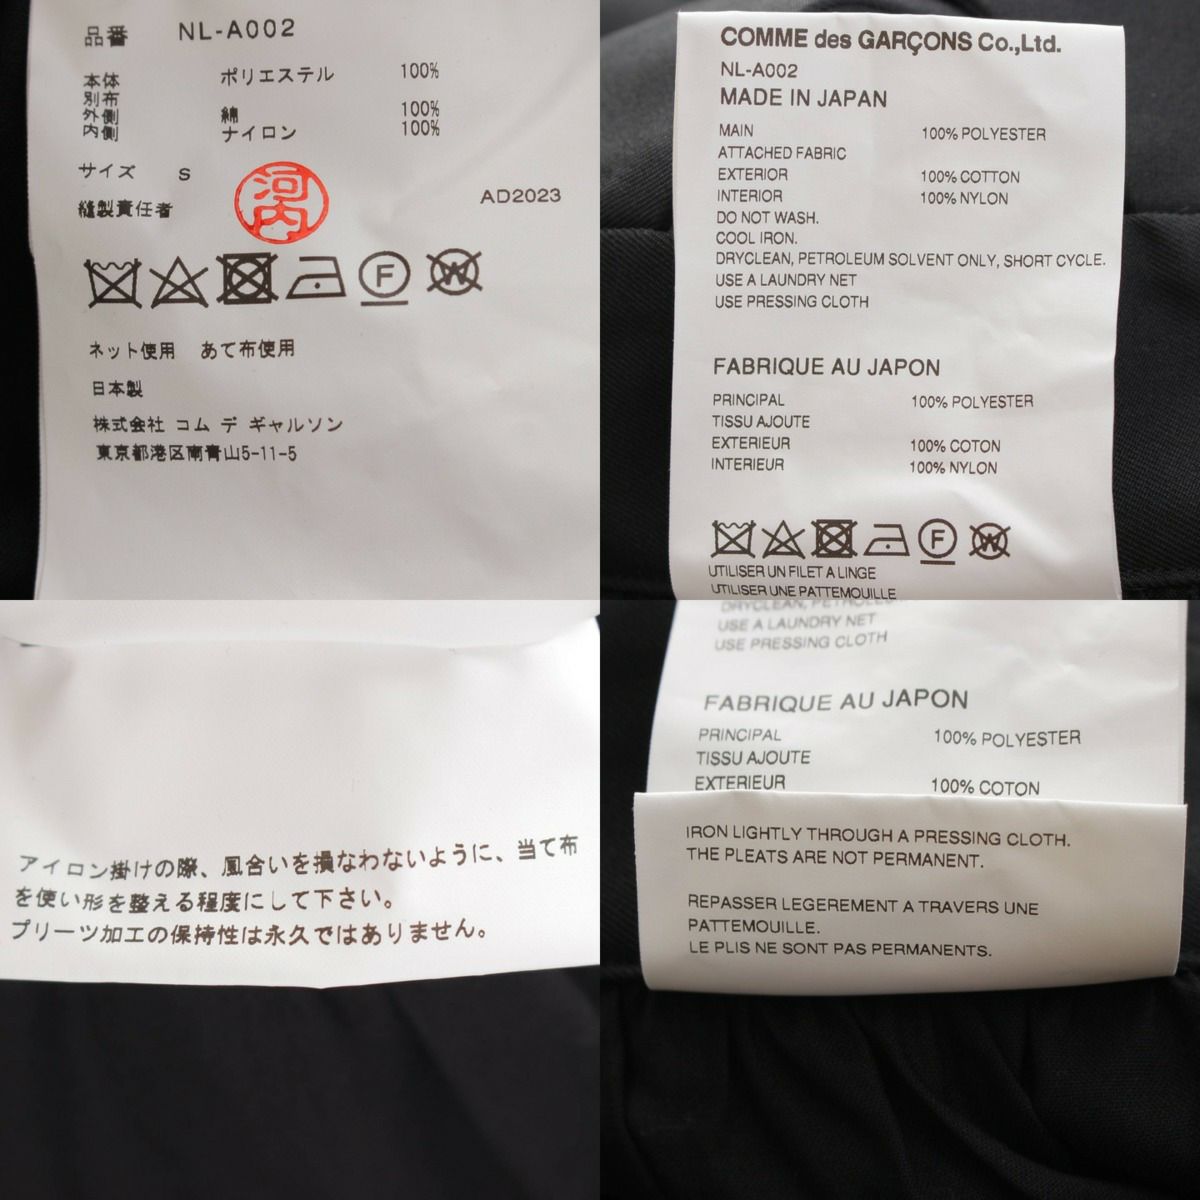 品番 NL-A002
本体 ポリエステル 100%
別布
外側 綿 100%
内側 ナイロン 100%
サイズ S
縫製責任者 河内 AD2023
F W
ネット使用 あて布使用
日本製
株式会社 コム デ ギャルソン
東京都港区南青山5-11-5
COMME des GARÇONS Co.,Ltd.
NL-A002
MADE IN JAPAN
MAIN 100% POLYESTER
ATTACHED FABRIC
EXTERIOR 100% COTTON
INTERIOR 100% NYLON
DO NOT WASH.
COOL IRON.
DRYCLEAN, PETROLEUM SOLVENT ONLY, SHORT CYCLE.
USE A LAUNDRY NET
USE PRESSING CLOTH
FABRIQUE AU JAPON
PRINCIPAL 100% POLYESTER
TISSU AJOUTE
EXTERIEUR 100% COTON
INTERIEUR 100% NYLON
F W
UTILISER UN FILET A LINGE
UTILISER UNE PATTEMOUILLE
アイロン掛けの際、風合いを損なわないように、当て布
を使い形を整える程度にして下さい。
プリーツ加工の保持性は永久ではありません。
DRYCLEAN, PETROLEU
USE A LAUNDRY NET
USE PRESSING CLOTH
FABRIQUE AU JAPON
PRINCIPAL 100% POLYESTER
TISSU AJOUTE
EXTERIEUR 100% COTON
IRON LIGHTLY THROUGH A PRESSING CLOTH.
THE PLEATS ARE NOT PERMANENT.
REPASSER LEGEREMENT A TRAVERS UNE
PATTEMOUILLE.
LE PLIS NE SONT PAS PERMANENTS.